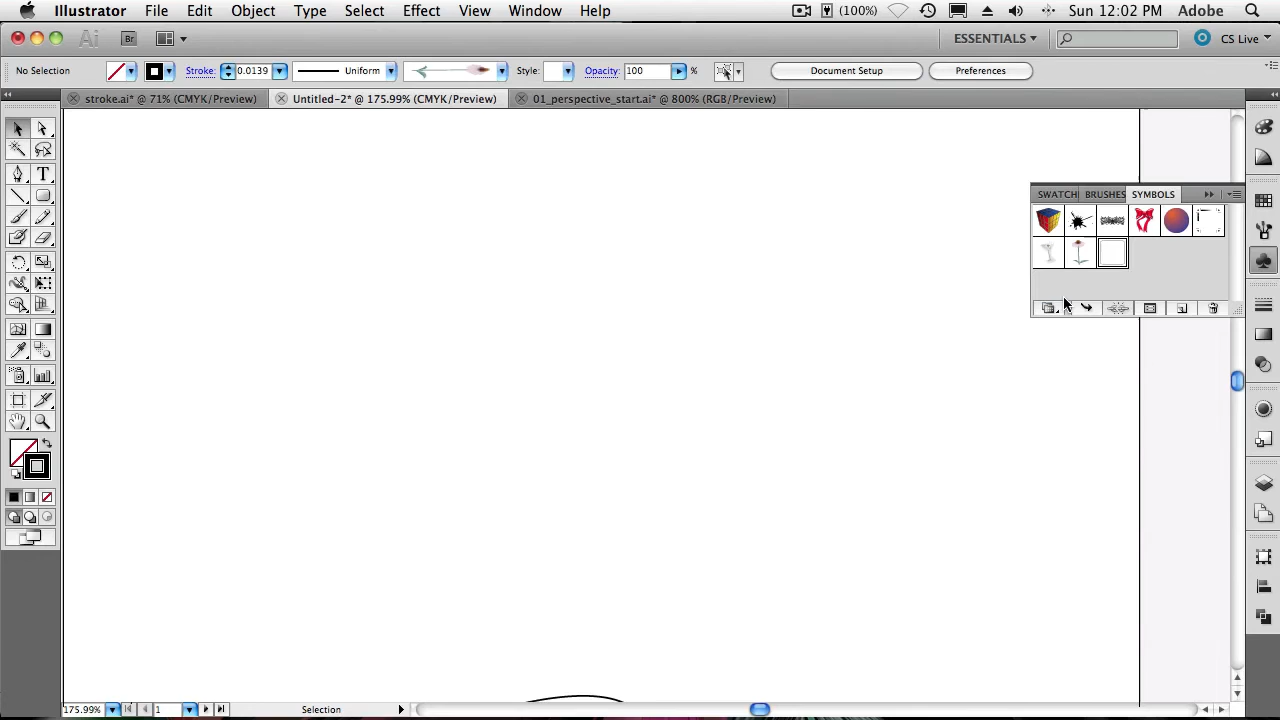 Illustrator File Edit Object Type Select Effect View Window Help (100%) Sun 12:02 PM Adobe
Ai Br ESSENTIALS CS Live
No Selection Stroke: 0.0139 Uniform Style: Opacity: 100 % Document Setup Preferences
stroke.ai* @ 71% (CMYK/Preview) Untitled-2* @ 175.99% (CMYK/Preview) 01_perspective_start.ai* @ 800% (RGB/Preview)
SWATCH BRUSHES SYMBOLS
T
175.99% 1 Selection